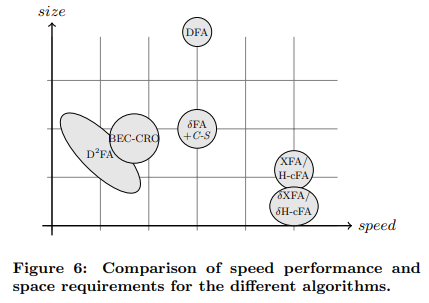 size
DFA
δFA
+C-S
BEC-CRO
D²FA
XFA/
H-cFA
δXFA/
δH-cFA
speed
Figure 6: Comparison of speed performance and
space requirements for the different algorithms.